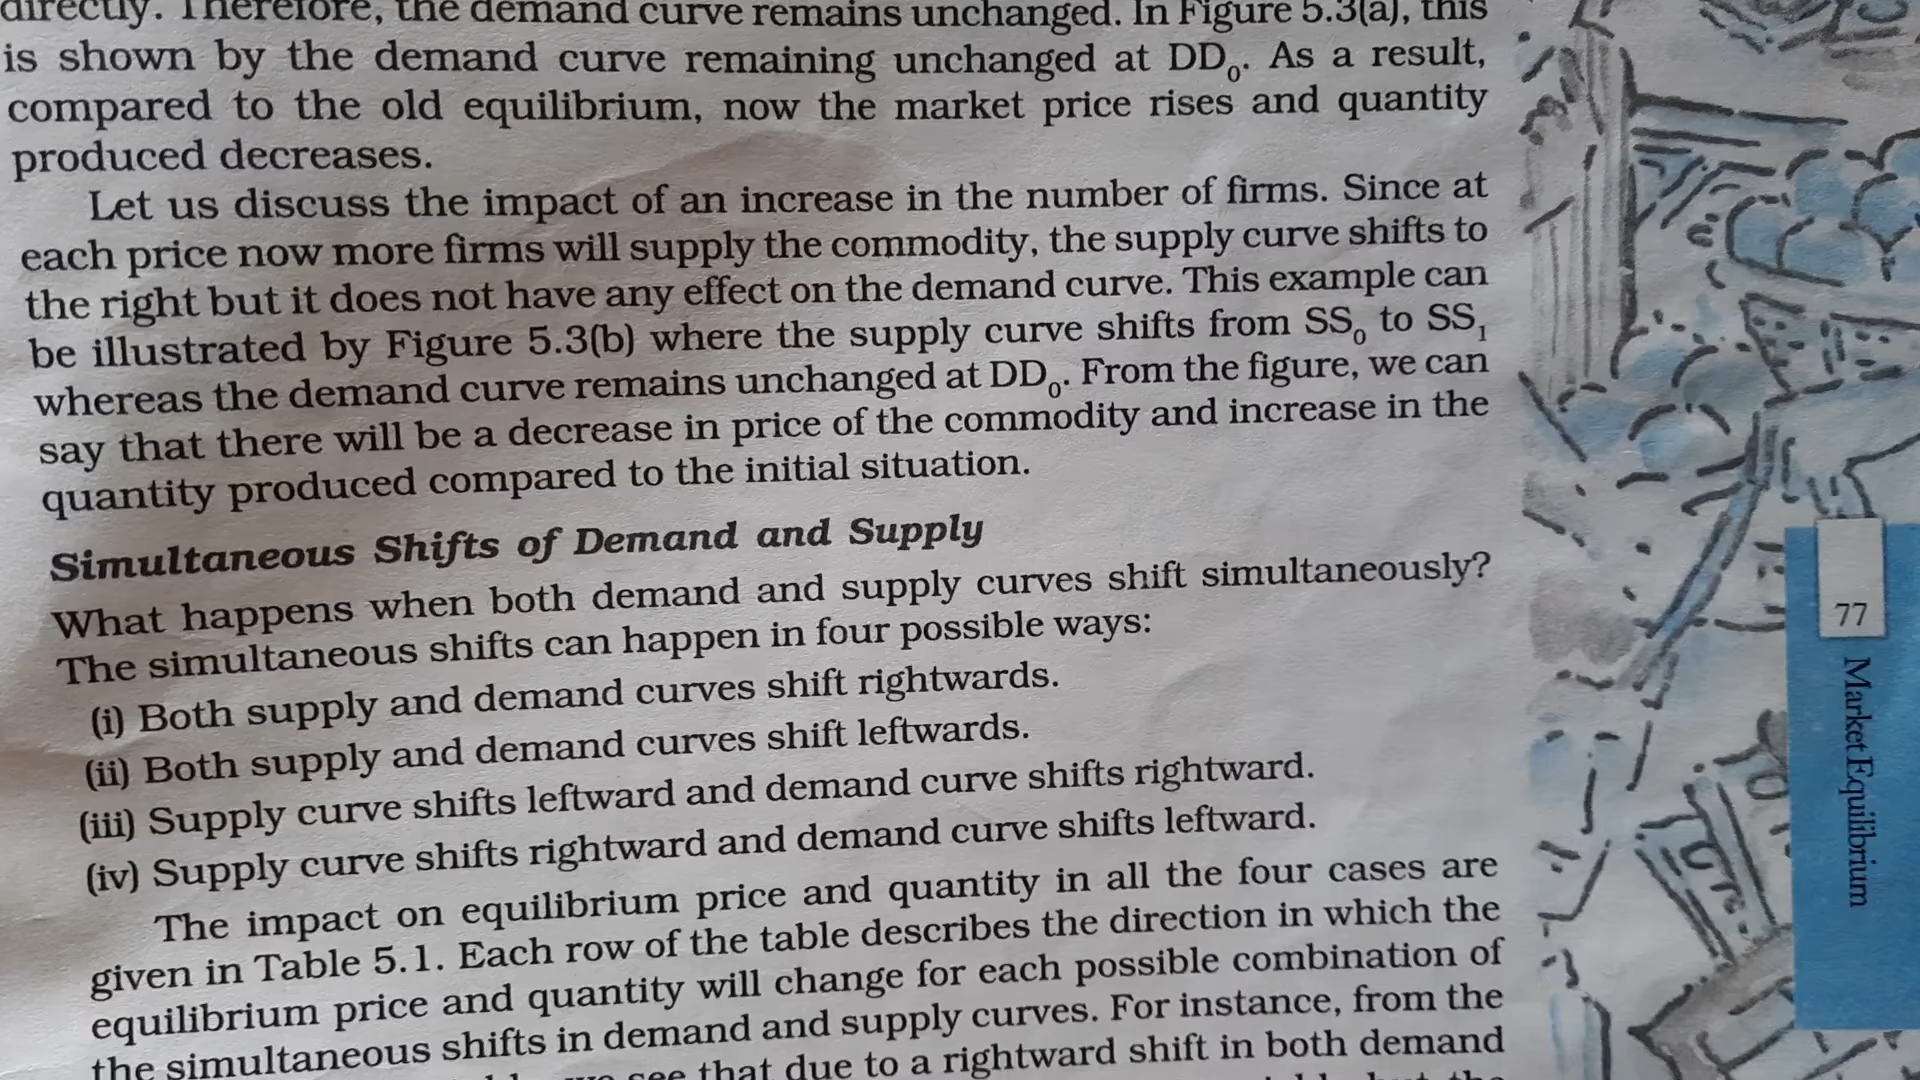 directly. Therefore, the demand curve remains unchanged. In Figure 5.3(a), this
is shown by the demand curve remaining unchanged at DD₀. As a result,
compared to the old equilibrium, now the market price rises and quantity
produced decreases.
Let us discuss the impact of an increase in the number of firms. Since at
each price now more firms will supply the commodity, the supply curve shifts to
the right but it does not have any effect on the demand curve. This example can
be illustrated by Figure 5.3(b) where the supply curve shifts from SS₀ to SS₁
whereas the demand curve remains unchanged at DD₀. From the figure, we can
say that there will be a decrease in price of the commodity and increase in the
quantity produced compared to the initial situation.
Simultaneous Shifts of Demand and Supply
What happens when both demand and supply curves shift simultaneously?
The simultaneous shifts can happen in four possible ways:
(i) Both supply and demand curves shift rightwards.
(ii) Both supply and demand curves shift leftwards.
(iii) Supply curve shifts leftward and demand curve shifts rightward.
(iv) Supply curve shifts rightward and demand curve shifts leftward.
The impact on equilibrium price and quantity in all the four cases are
given in Table 5.1. Each row of the table describes the direction in which the
equilibrium price and quantity will change for each possible combination of
the simultaneous shifts in demand and supply curves. For instance, from the
see that due to a rightward shift in both demand
77
Market Equilibrium